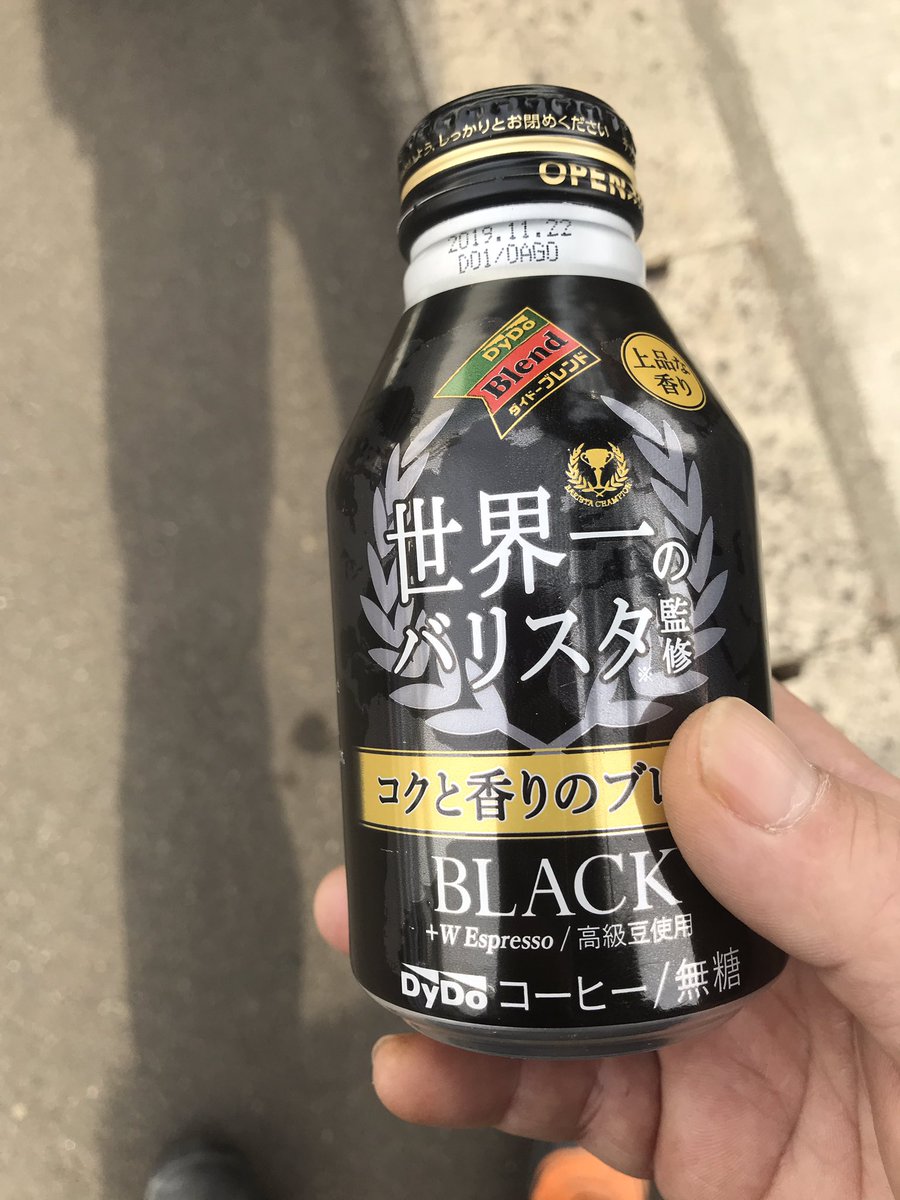 しっかりとお閉めください
OPEN
2019.11.22
D01/OAGO
DyDo
Blend
ダイドーブレンド
上品な
香り
BARISTA CHAMPION
世界一の
バリスタ※監修
コクと香りのブレ
BLACK
+W Espresso / 高級豆使用
DyDo コーヒー/無糖